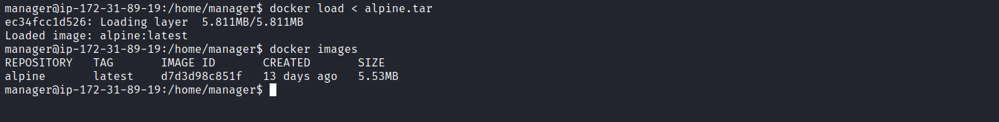 manager@ip-172-31-89-19:/home/manager$ docker load < alpine.tar
ec34fcc1d526: Loading layer  5.811MB/5.811MB
Loaded image: alpine:latest
manager@ip-172-31-89-19:/home/manager$ docker images
REPOSITORY   TAG       IMAGE ID       CREATED       SIZE
alpine       latest    d7d3d98c851f   13 days ago   5.53MB
manager@ip-172-31-89-19:/home/manager$